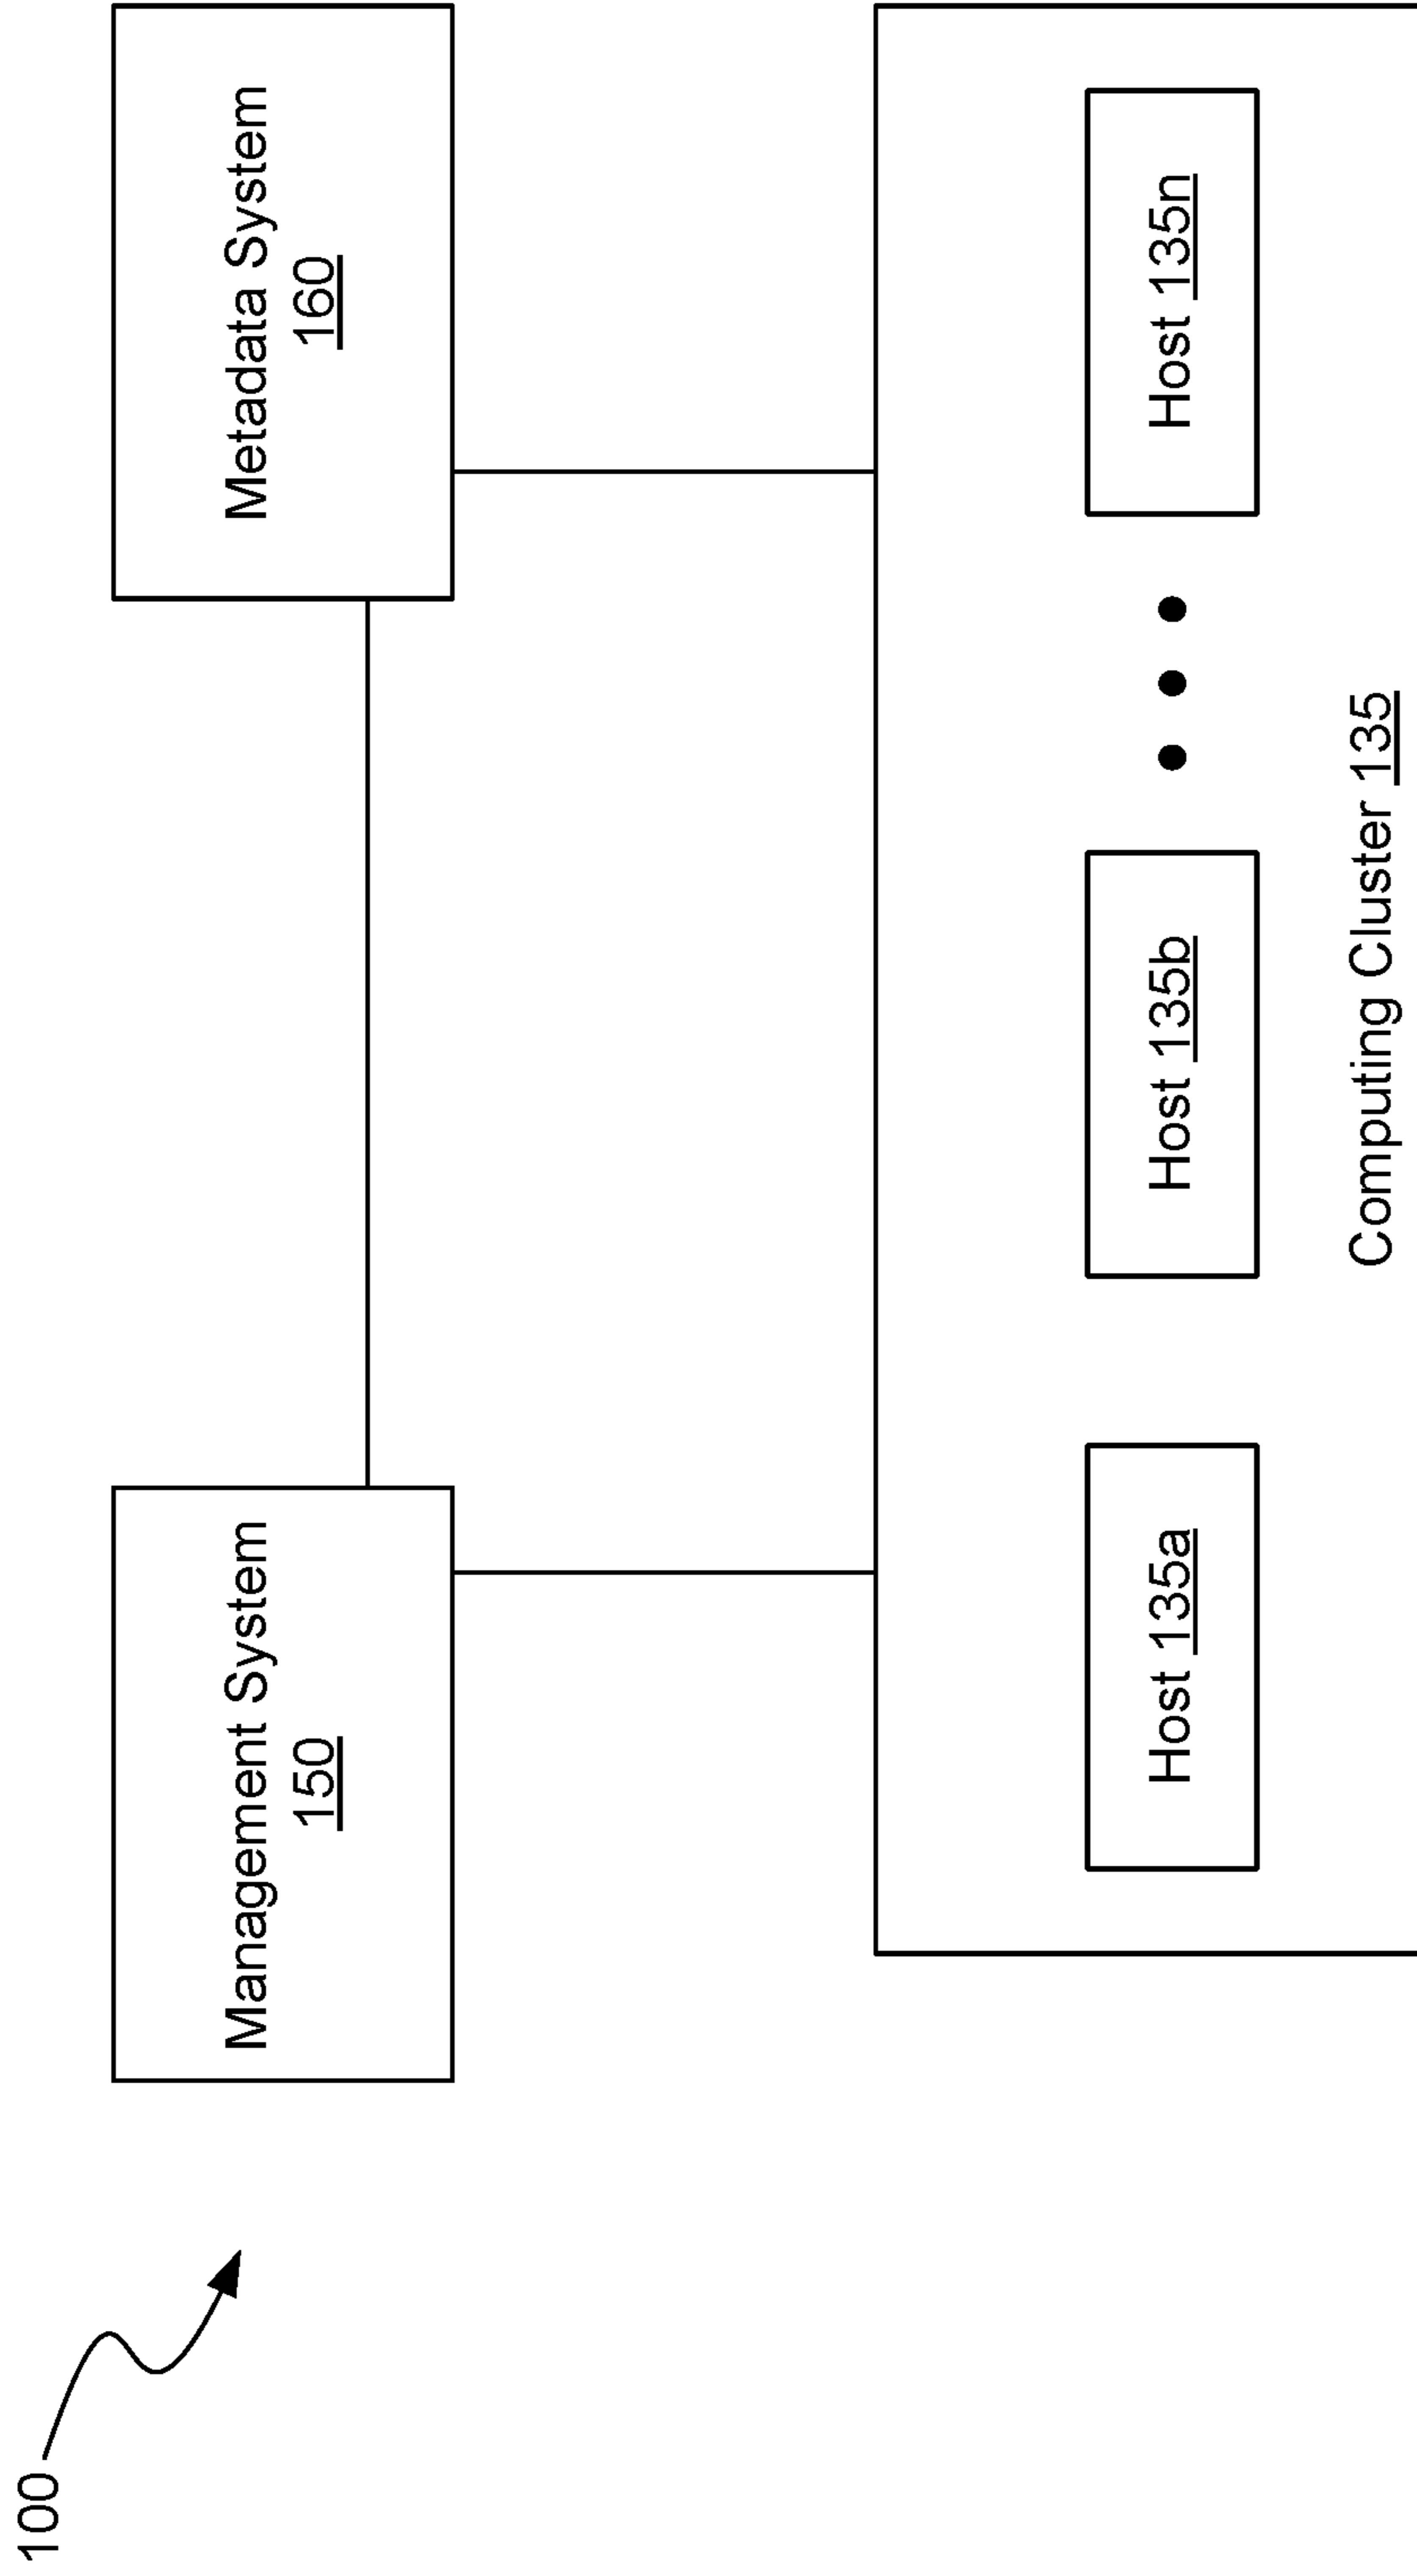 100
Management System
150
Metadata System
160
Host 135a
Host 135b
Host 135n
Computing Cluster 135